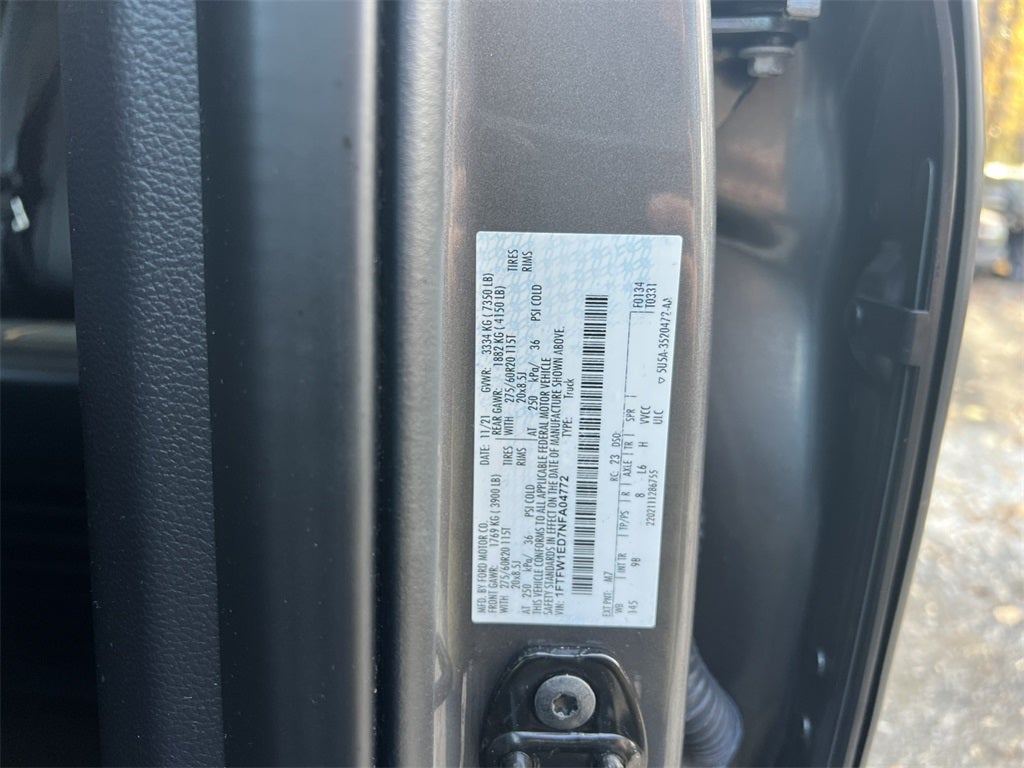 MFD. BY FORD MOTOR CO.
DATE: 11/21 GVWR: 3334 KG ( 7350 LB)
FRONT GAWR: 1769 KG ( 3900 LB) REAR GAWR: 1882 KG ( 4150 LB)
WITH 275/60R20 115T TIRES WITH 275/60R20 115T TIRES
20x8.5J RIMS 20x8.5J RIMS
AT 250 kPa/ 36 PSI COLD AT 250 kPa/ 36 PSI COLD
THIS VEHICLE CONFORMS TO ALL APPLICABLE FEDERAL MOTOR VEHICLE
SAFETY STANDARDS IN EFFECT ON THE DATE OF MANUFACTURE SHOWN ABOVE.
VIN: 1FTFW1ED7NFA04772 TYPE: Truck
EXT PNT: M7 RC: 23 DSO: F0134
WB INT TR TP/PS R AXLE TR SPR T0331
145 98 8 L6 H VVCC
2202111286755 ULC 5U5A-3520472-AA